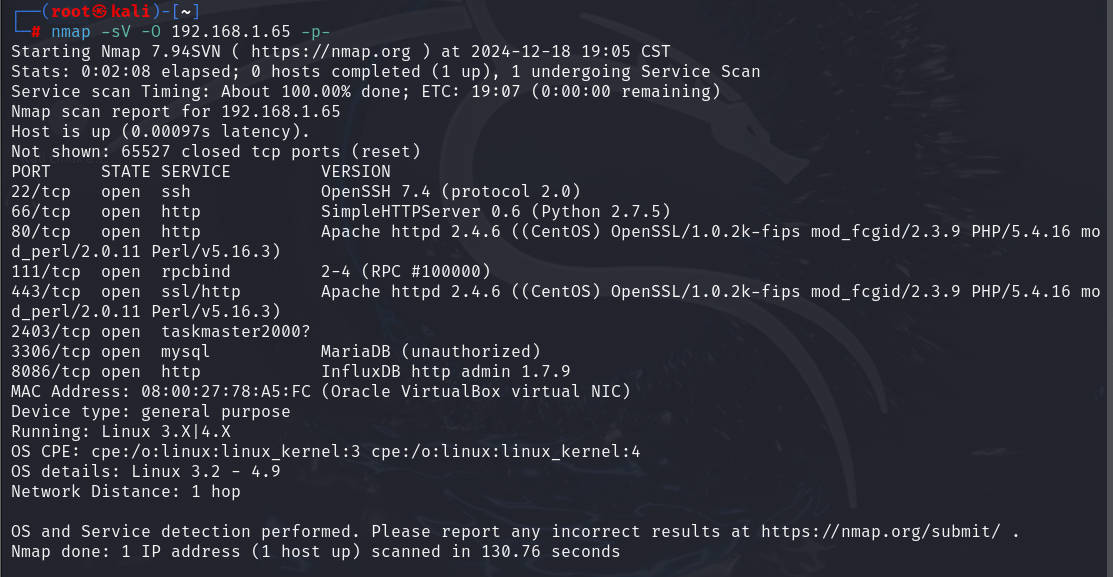 ┌──(root㉿kali)-[~]
└─# nmap -sV -O 192.168.1.65 -p-
Starting Nmap 7.94SVN ( https://nmap.org ) at 2024-12-18 19:05 CST
Stats: 0:02:08 elapsed; 0 hosts completed (1 up), 1 undergoing Service Scan
Service scan Timing: About 100.00% done; ETC: 19:07 (0:00:00 remaining)
Nmap scan report for 192.168.1.65
Host is up (0.00097s latency).
Not shown: 65527 closed tcp ports (reset)
PORT     STATE SERVICE         VERSION
22/tcp   open  ssh             OpenSSH 7.4 (protocol 2.0)
66/tcp   open  http            SimpleHTTPServer 0.6 (Python 2.7.5)
80/tcp   open  http            Apache httpd 2.4.6 ((CentOS) OpenSSL/1.0.2k-fips mod_fcgid/2.3.9 PHP/5.4.16 mo
d_perl/2.0.11 Perl/v5.16.3)
111/tcp  open  rpcbind         2-4 (RPC #100000)
443/tcp  open  ssl/http        Apache httpd 2.4.6 ((CentOS) OpenSSL/1.0.2k-fips mod_fcgid/2.3.9 PHP/5.4.16 mo
d_perl/2.0.11 Perl/v5.16.3)
2403/tcp open  taskmaster2000?
3306/tcp open  mysql           MariaDB (unauthorized)
8086/tcp open  http            InfluxDB http admin 1.7.9
MAC Address: 08:00:27:78:A5:FC (Oracle VirtualBox virtual NIC)
Device type: general purpose
Running: Linux 3.X|4.X
OS CPE: cpe:/o:linux:linux_kernel:3 cpe:/o:linux:linux_kernel:4
OS details: Linux 3.2 - 4.9
Network Distance: 1 hop

OS and Service detection performed. Please report any incorrect results at https://nmap.org/submit/ .
Nmap done: 1 IP address (1 host up) scanned in 130.76 seconds